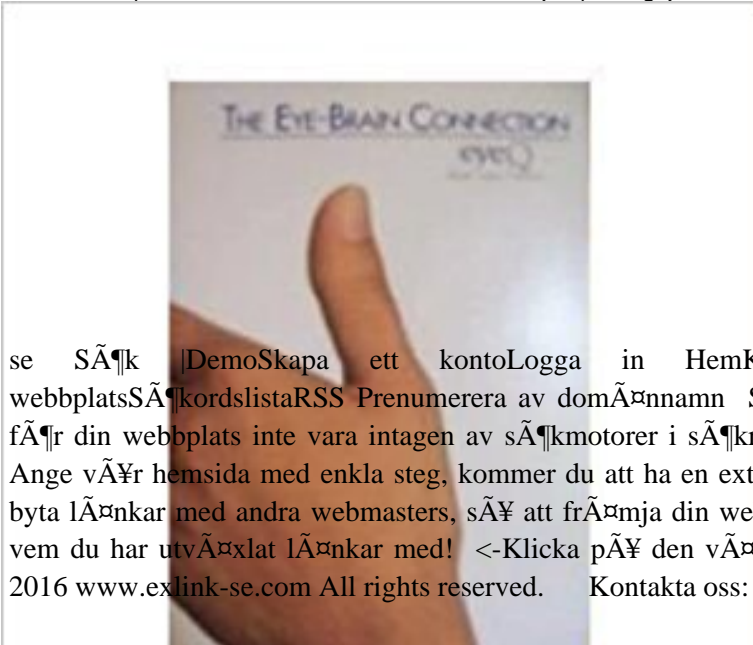 THE EYE-BRAIN CONNECTION
eyeQ
se SÃ¶k |DemoSkapa ett kontoLogga in HemK
webbplatsSÃ¶kordslistaRSS Prenumerera av domÃ¤nnamn S
fÃ¶r din webbplats inte vara intagen av sÃ¶kmotorer i sÃ¶kr
Ange vÃ¥r hemsida med enkla steg, kommer du att ha en ext
byta lÃ¤nkar med andra webmasters, sÃ¥ att frÃ¤mja din we
vem du har utvÃ¤xlat lÃ¤nkar med! <-Klicka pÃ¥ den vÃ¤
2016 www.exlink-se.com All rights reserved. Kontakta oss: